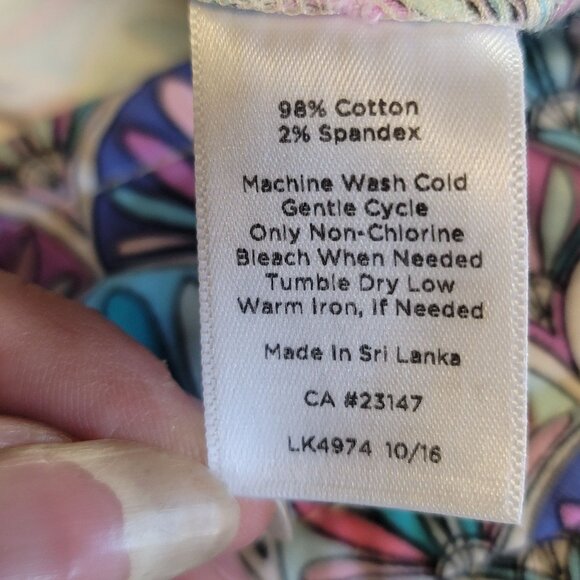 98% Cotton
2% Spandex
Machine Wash Cold
Gentle Cycle
Only Non-Chlorine
Bleach When Needed
Tumble Dry Low
Warm Iron, If Needed
Made In Sri Lanka
CA #23147
LK4974 10/16